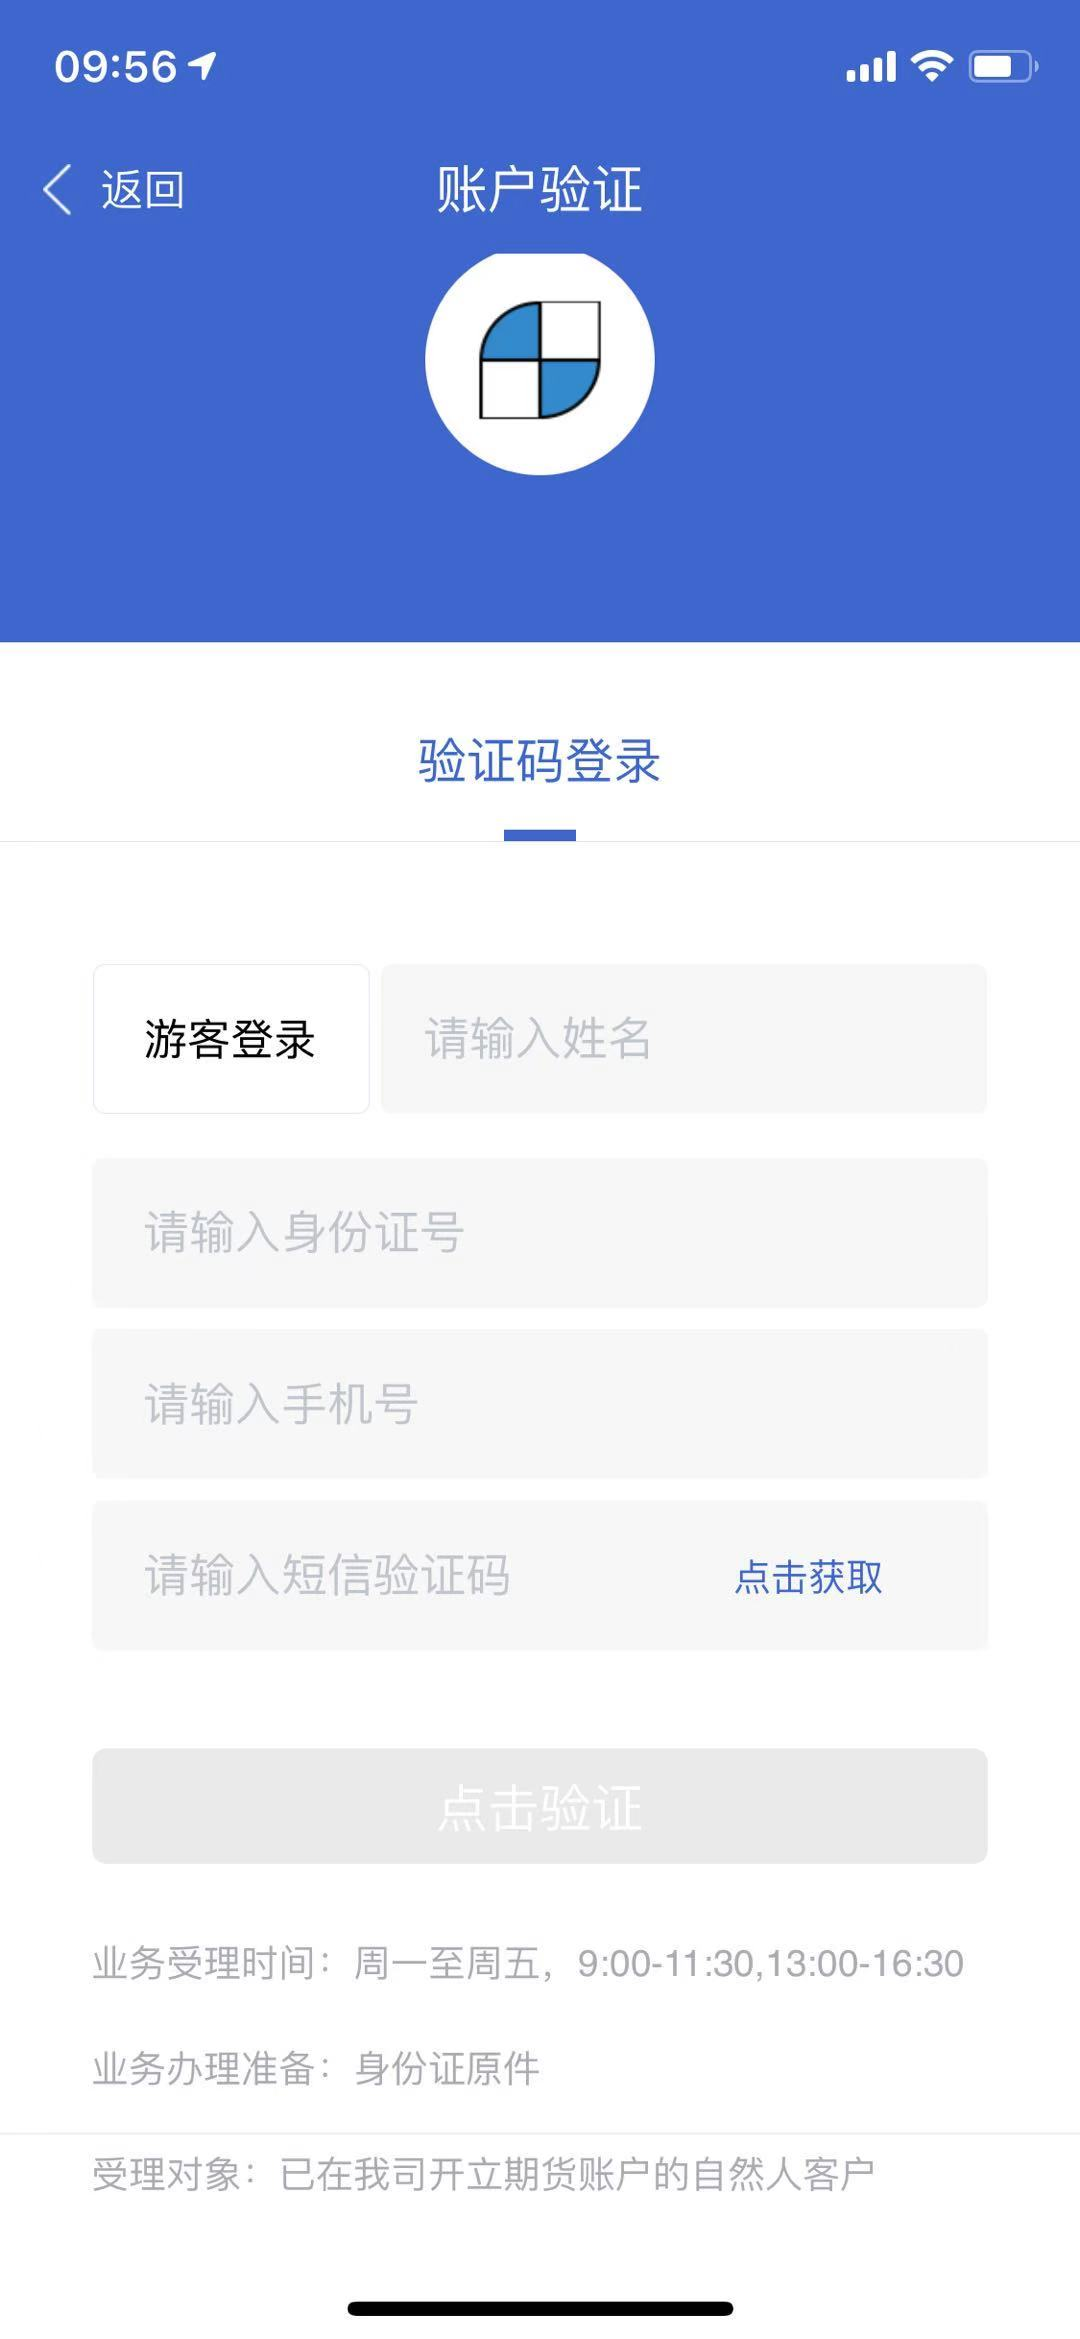 09:56
返回
账户验证
验证码登录
游客登录
请输入姓名
请输入身份证号
请输入手机号
请输入短信验证码
点击获取
点击验证
业务受理时间：周一至周五，9:00-11:30,13:00-16:30
业务办理准备：身份证原件
受理对象：已在我司开立期货账户的自然人客户